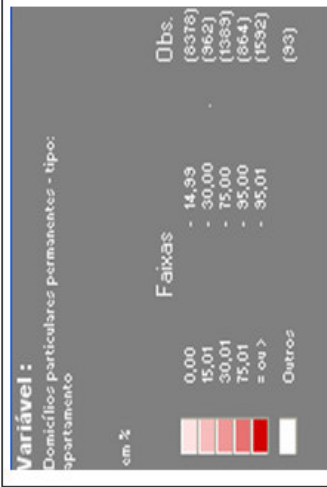 Variável :
Domicílios particulares permanentes - tipo:
apartamento
em %
Faixas Obs.
0,00 - 14,99 (8378)
15,01 - 30,00 (962)
30,01 - 75,00 (1389)
75,01 - 95,00 (864)
= ou > - 95,01 (1592)
Outros (93)